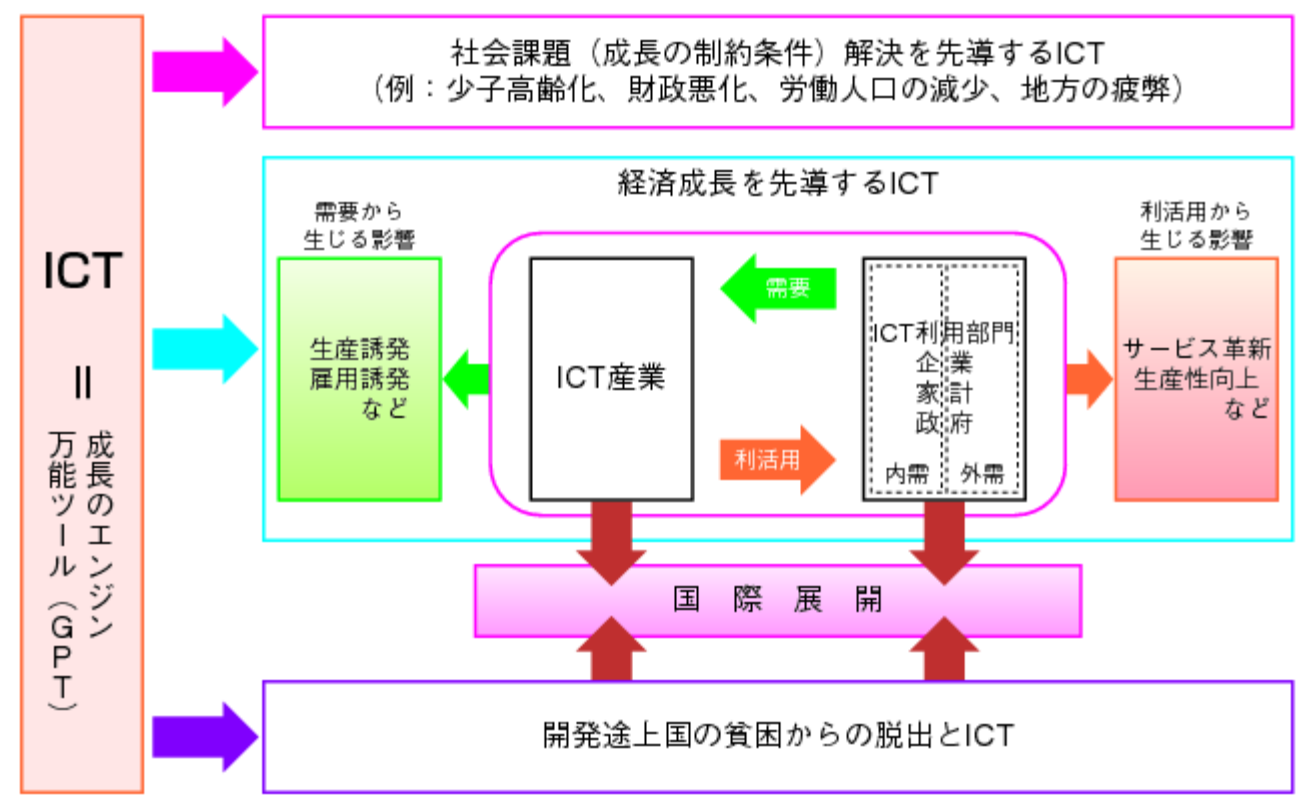 ICT
=
成長のエンジン
万能ツール（GPT）
社会課題（成長の制約条件）解決を先導するICT
（例：少子高齢化、財政悪化、労働人口の減少、地方の疲弊）
経済成長を先導するICT
需要から
生じる影響
生産誘発
雇用誘発
など
ICT産業
需要
利活用
ICT利用部門
企業
家計
政府
内需 外需
利活用から
生じる影響
サービス革新
生産性向上
など
国際展開
開発途上国の貧困からの脱出とICT